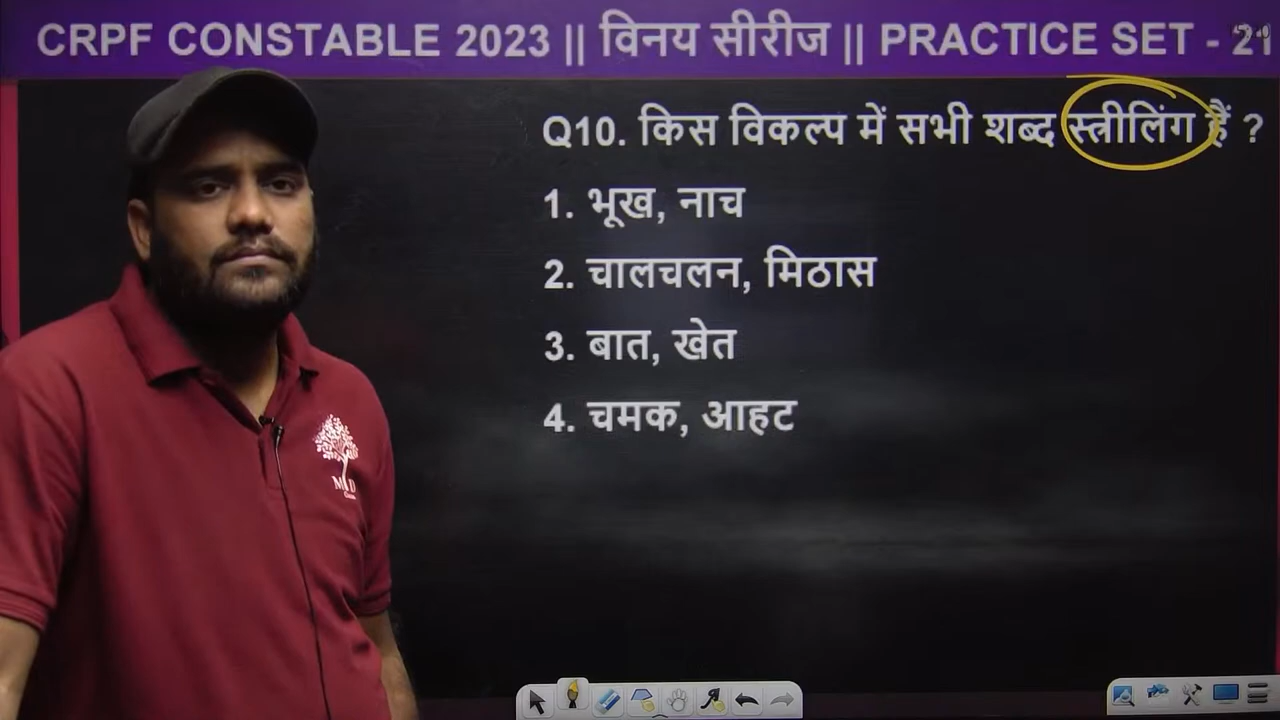 CRPF CONSTABLE 2023 || विनय सीरीज || PRACTICE SET - 21
Q10. किस विकल्प में सभी शब्द स्त्रीलिंग हैं ?
1. भूख, नाच
2. चालचलन, मिठास
3. बात, खेत
4. चमक, आहट